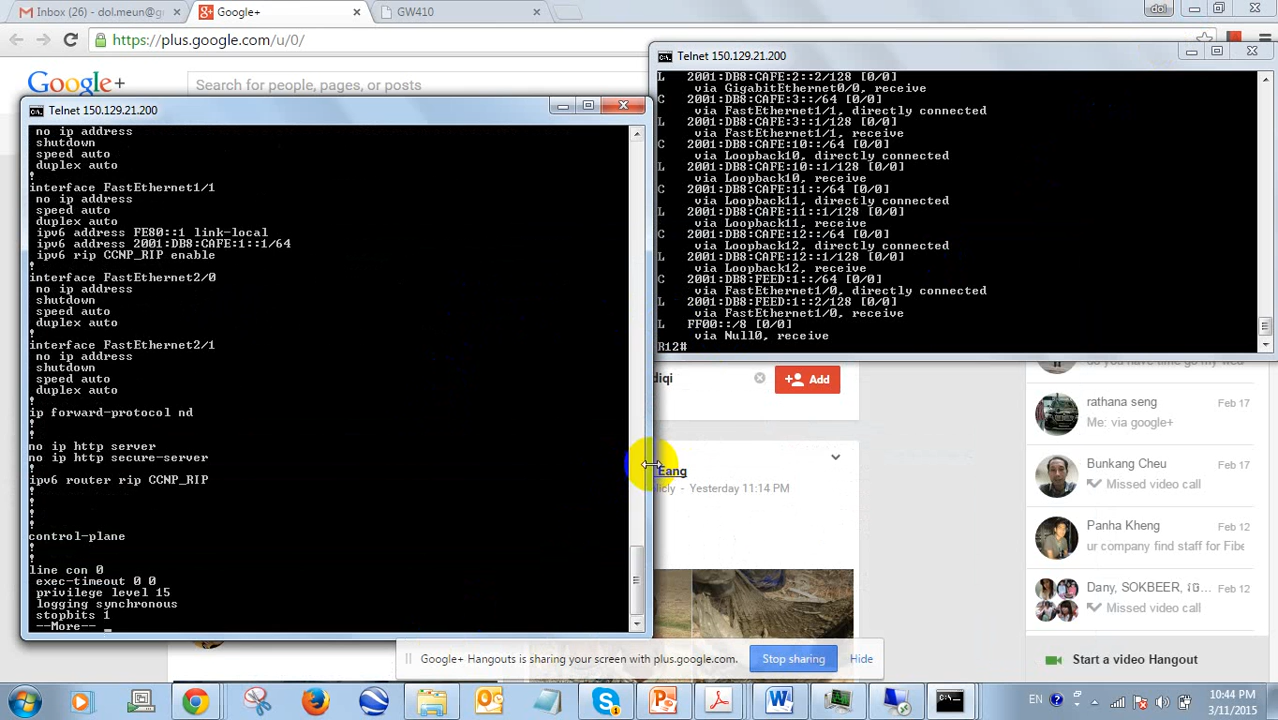 Inbox (26) - dol.meun@gr
Google+
GW410
dol
https://plus.google.com/u/0/
Google+
Search for people, pages, or posts
Telnet 150.129.21.200
no ip address
shutdown
speed auto
duplex auto
!
interface FastEthernet1/1
no ip address
speed auto
duplex auto
ipv6 address FE80::1 link-local
ipv6 address 2001:DB8:CAFE:1::1/64
ipv6 rip CCNP_RIP enable
!
interface FastEthernet2/0
no ip address
shutdown
speed auto
duplex auto
!
interface FastEthernet2/1
no ip address
shutdown
speed auto
duplex auto
!
ip forward-protocol nd
!
!
no ip http server
no ip http secure-server
!
ipv6 router rip CCNP_RIP
!
!
!
!
control-plane
!
!
line con 0
exec-timeout 0 0
privilege level 15
logging synchronous
stopbits 1
--More--
Telnet 150.129.21.200
L 2001:DB8:CAFE:2::2/128 [0/0]
via GigabitEthernet0/0, receive
C 2001:DB8:CAFE:3::/64 [0/0]
via FastEthernet1/1, directly connected
L 2001:DB8:CAFE:3::1/128 [0/0]
via FastEthernet1/1, receive
C 2001:DB8:CAFE:10::/64 [0/0]
via Loopback10, directly connected
L 2001:DB8:CAFE:10::1/128 [0/0]
via Loopback10, receive
C 2001:DB8:CAFE:11::/64 [0/0]
via Loopback11, directly connected
L 2001:DB8:CAFE:11::1/128 [0/0]
via Loopback11, receive
C 2001:DB8:CAFE:12::/64 [0/0]
via Loopback12, directly connected
L 2001:DB8:CAFE:12::1/128 [0/0]
via Loopback12, receive
C 2001:DB8:FEED:1::/64 [0/0]
via FastEthernet1/0, directly connected
L 2001:DB8:FEED:1::2/128 [0/0]
via FastEthernet1/0, receive
L FF00::/8 [0/0]
via Null0, receive
R12#
diqi
Add
Eang
licly - Yesterday 11:14 PM
rathana seng Feb 17
Me: via google+
Bunkang Cheu Feb 17
Missed video call
Panha Kheng Feb 12
ur company find staff for Fibe
Dany, SOKBEER, Feb 12
Missed video call
Start a video Hangout
Google+ Hangouts is sharing your screen with plus.google.com.
Stop sharing
Hide
EN
10:44 PM
3/11/2015